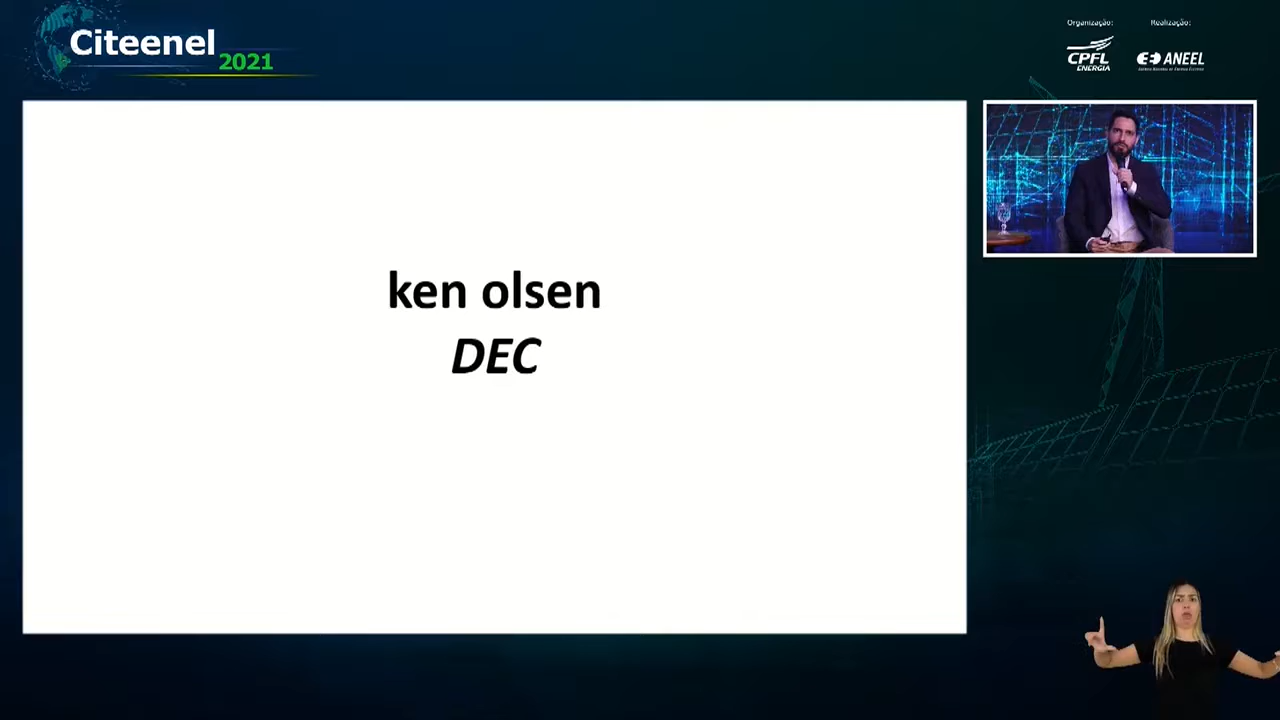 Citeenel
2021
Organização:
Realização:
CPFL
ENERGIA
ANEEL
ken olsen
DEC